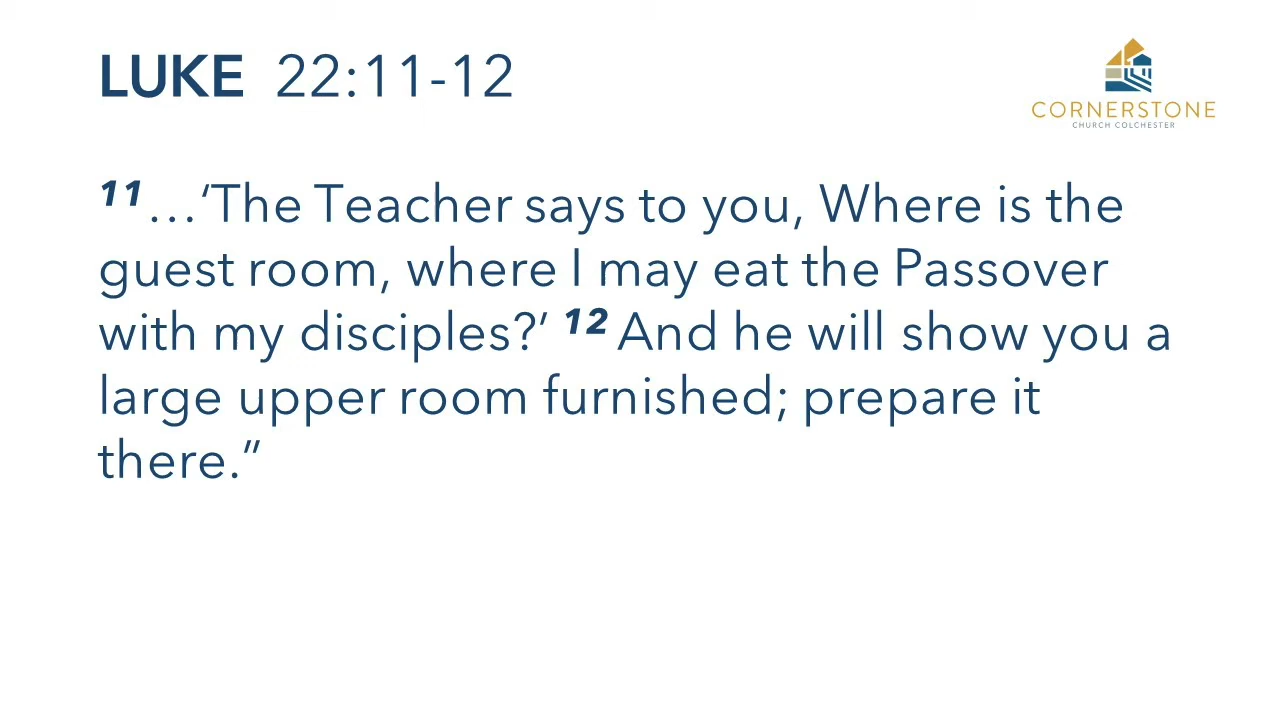 LUKE 22:11-12
CORNERSTONE
CHURCH COLCHESTER
11 …‘The Teacher says to you, Where is the
guest room, where I may eat the Passover
with my disciples?’ 12 And he will show you a
large upper room furnished; prepare it
there.”